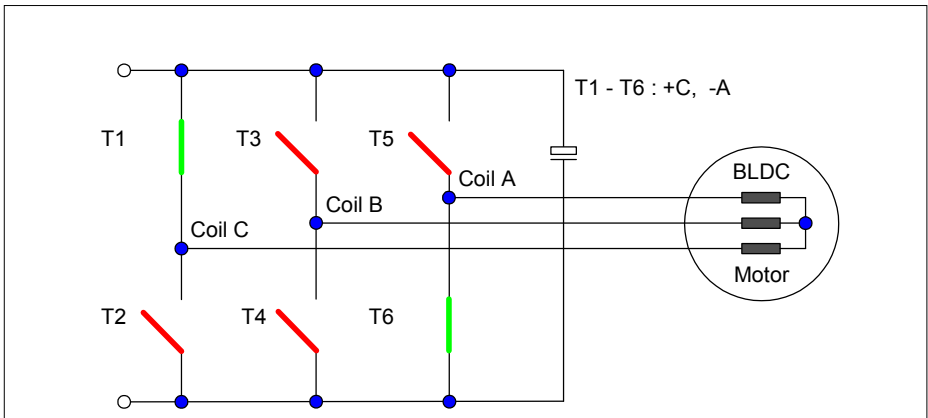 T1 - T6 : +C, -A
T1
T3
T5
BLDC
Coil A
Coil B
Coil C
Motor
T2
T4
T6